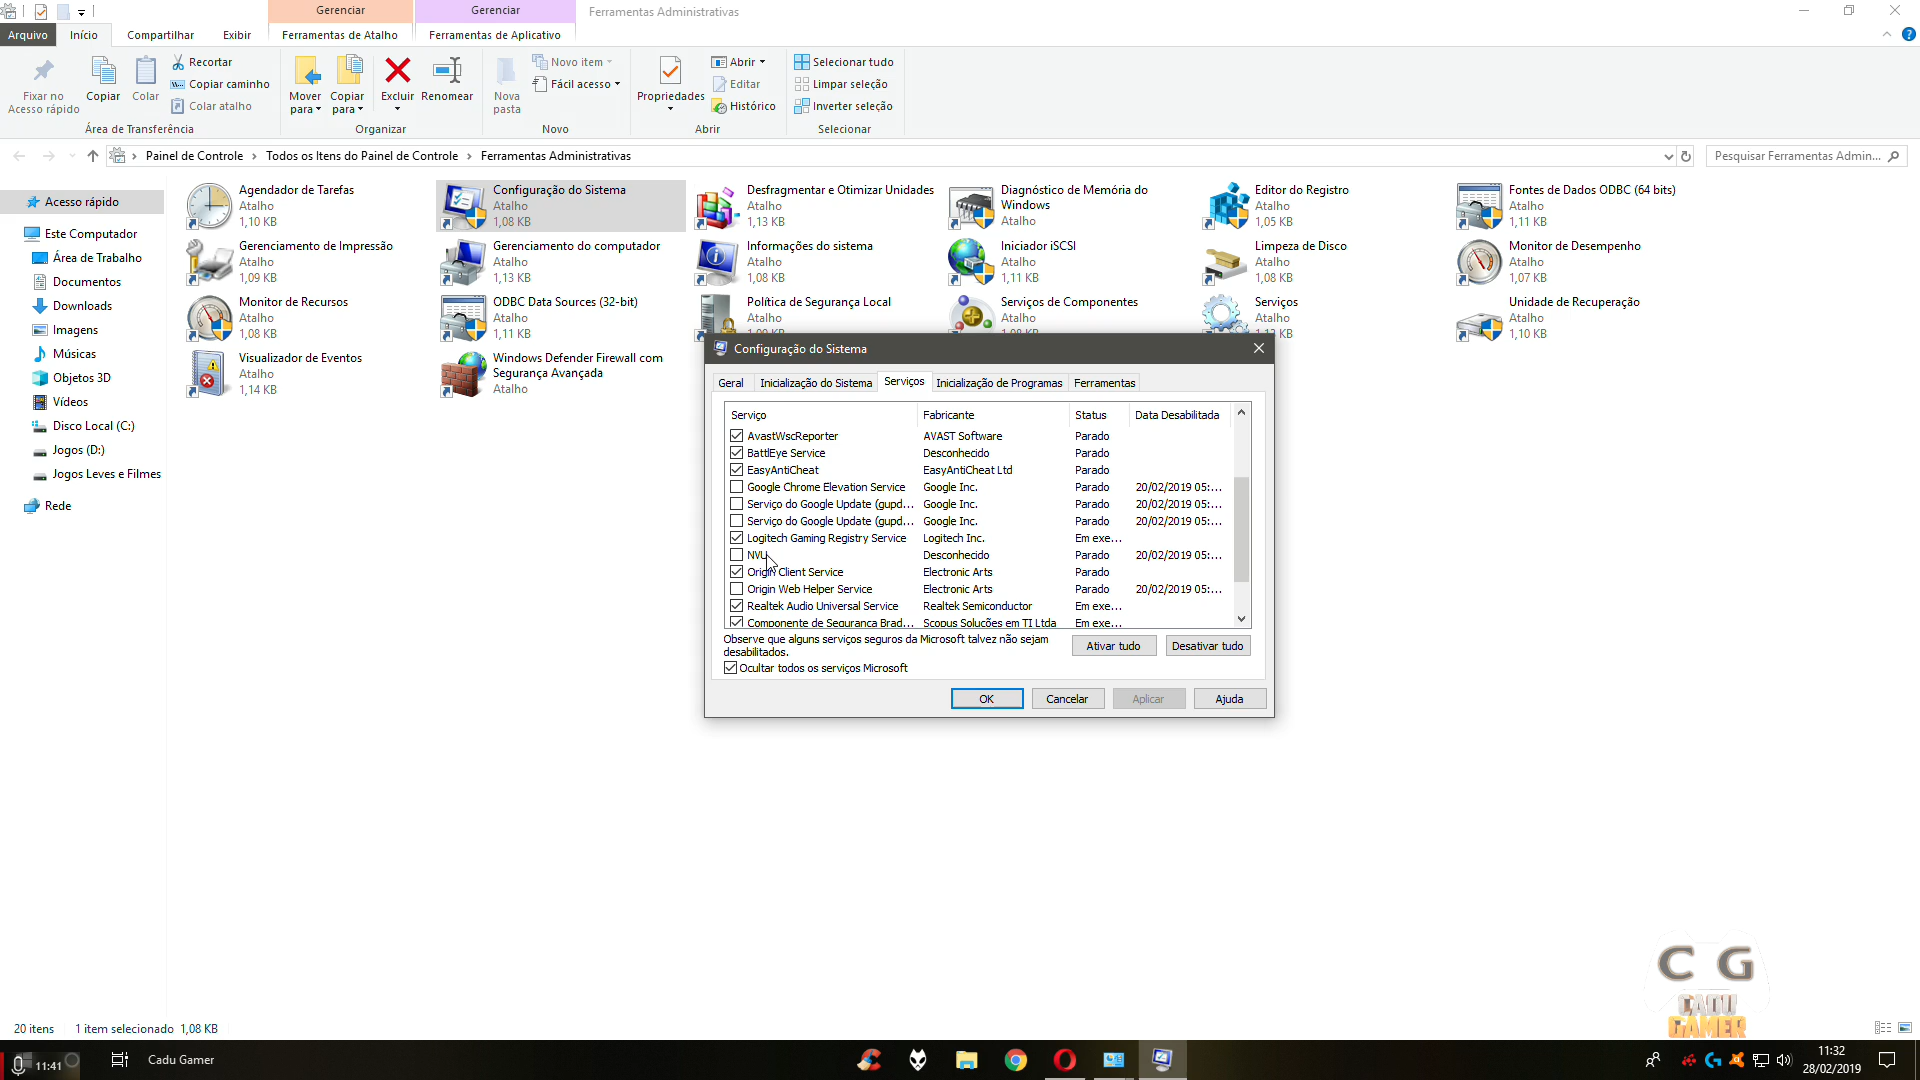 Gerenciar
Gerenciar
Ferramentas Administrativas
Arquivo
Início
Compartilhar
Exibir
Ferramentas de Atalho
Ferramentas de Aplicativo
Fixar no
Acesso rápido
Copiar
Colar
Recortar
Copiar caminho
Colar atalho
Mover
para
Copiar
para
Excluir
Renomear
Nova
pasta
Novo item
Fácil acesso
Propriedades
Abrir
Editar
Histórico
Selecionar tudo
Limpar seleção
Inverter seleção
Área de Transferência
Organizar
Novo
Abrir
Selecionar
Painel de Controle
Todos os Itens do Painel de Controle
Ferramentas Administrativas
Pesquisar Ferramentas Admin...
Acesso rápido
Este Computador
Área de Trabalho
Documentos
Downloads
Imagens
Músicas
Objetos 3D
Vídeos
Disco Local (C:)
Jogos (D:)
Jogos Leves e Filmes
Rede
Agendador de Tarefas
Atalho
1,10 KB
Configuração do Sistema
Atalho
1,08 KB
Desfragmentar e Otimizar Unidades
Atalho
1,13 KB
Diagnóstico de Memória do
Windows
Atalho
Editor do Registro
Atalho
1,05 KB
Fontes de Dados ODBC (64 bits)
Atalho
1,11 KB
Gerenciamento de Impressão
Atalho
1,09 KB
Gerenciamento do computador
Atalho
1,13 KB
Informações do sistema
Atalho
1,08 KB
Iniciador iSCSI
Atalho
1,11 KB
Limpeza de Disco
Atalho
1,08 KB
Monitor de Desempenho
Atalho
1,07 KB
Monitor de Recursos
Atalho
1,08 KB
ODBC Data Sources (32-bit)
Atalho
1,11 KB
Política de Segurança Local
Atalho
Serviços de Componentes
Atalho
Serviços
Atalho
Unidade de Recuperação
Atalho
1,10 KB
Visualizador de Eventos
Atalho
1,14 KB
Windows Defender Firewall com
Segurança Avançada
Atalho
Configuração do Sistema
Geral
Inicialização do Sistema
Serviços
Inicialização de Programas
Ferramentas
Serviço Fabricante Status Data Desabilitada
AvastWscReporter AVAST Software Parado
BattlEye Service Desconhecido Parado
EasyAntiCheat EasyAntiCheat Ltd Parado
Google Chrome Elevation Service Google Inc. Parado 20/02/2019 05:...
Serviço do Google Update (gupd... Google Inc. Parado 20/02/2019 05:...
Serviço do Google Update (gupd... Google Inc. Parado 20/02/2019 05:...
Logitech Gaming Registry Service Logitech Inc. Em exe...
Desconhecido Parado 20/02/2019 05:...
Origin Client Service Electronic Arts Parado
Origin Web Helper Service Electronic Arts Parado 20/02/2019 05:...
Realtek Audio Universal Service Realtek Semiconductor Em exe...
Componente de Segurança Brad... Scopus Soluções em TI Ltda Em exe...
Observe que alguns serviços seguros da Microsoft talvez não sejam
desabilitados.
Ativar tudo
Desativar tudo
Ocultar todos os serviços Microsoft
OK
Cancelar
Aplicar
Ajuda
C G
CADU
GAMER
20 itens
1 item selecionado 1,08 KB
11:41
Cadu Gamer
11:32
28/02/2019